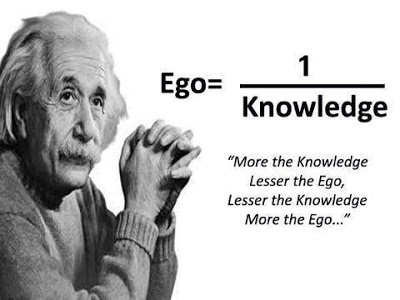 Ego= 1
Knowledge
“More the Knowledge
Lesser the Ego,
Lesser the Knowledge
More the Ego...”